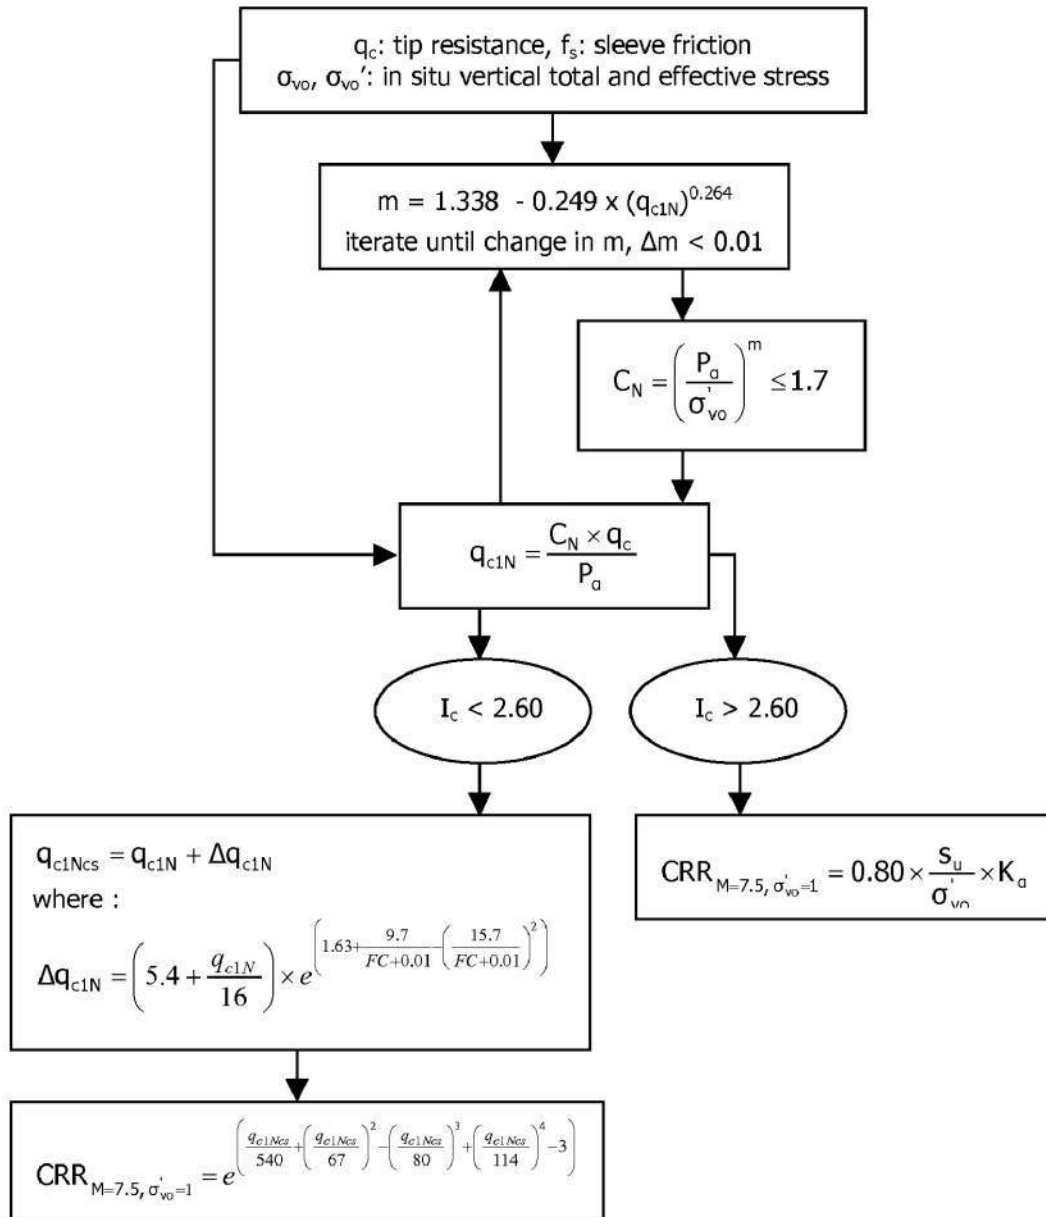 q_c: tip resistance, f_s: sleeve friction
σ_vo, σ_vo': in situ vertical total and effective stress
m = 1.338 - 0.249 x (q_c1N)^0.264
iterate until change in m, Δm < 0.01
C_N = (P_a / σ'_vo)^m ≤ 1.7
q_c1N = (C_N × q_c) / P_a
I_c < 2.60
I_c > 2.60
q_c1Ncs = q_c1N + Δq_c1N
where :
Δq_c1N = (5.4 + q_c1N / 16) × e^(1.63 + 9.7 / (FC+0.01) − (15.7 / (FC+0.01))^2)
CRR_M=7.5, σ'_vo=1 = 0.80 × s_u / σ'_vo × K_α
CRR_M=7.5, σ'_vo=1 = e^(q_c1Ncs / 540 + (q_c1Ncs / 67)^2 − (q_c1Ncs / 80)^3 + (q_c1Ncs / 114)^4 − 3)